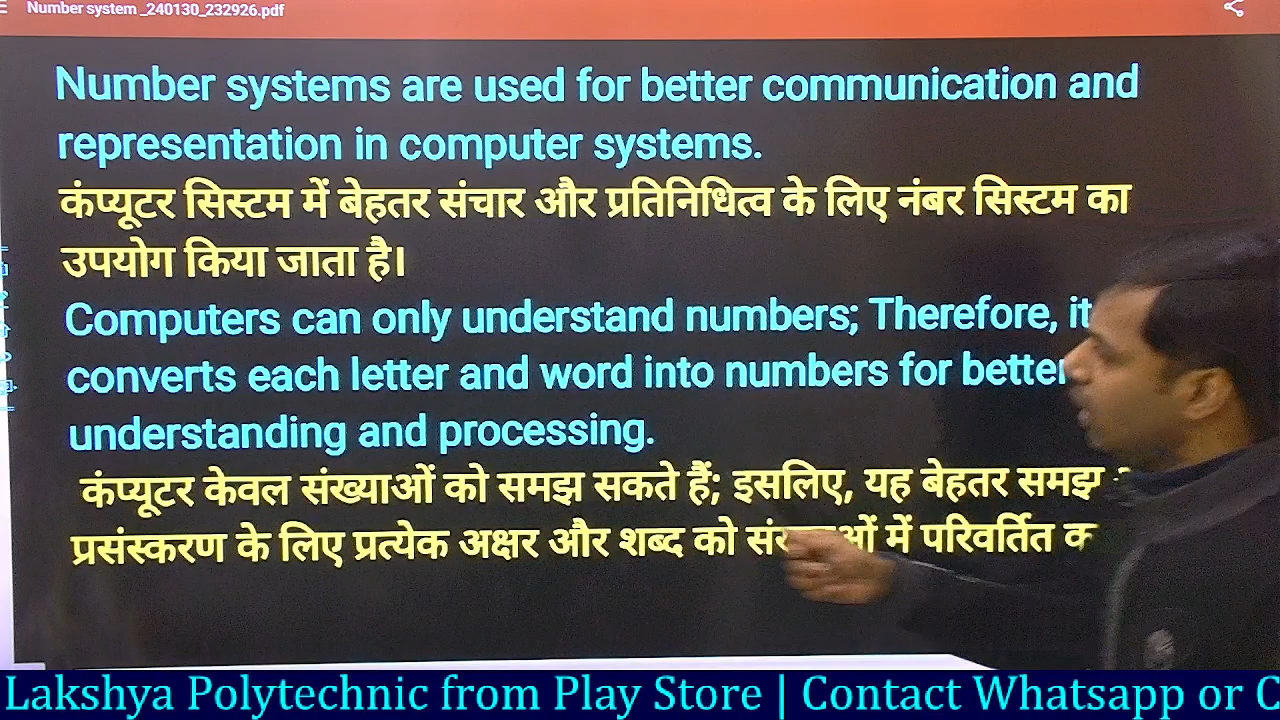 Number system _240130_232926.pdf
Number systems are used for better communication and
representation in computer systems.
कंप्यूटर सिस्टम में बेहतर संचार और प्रतिनिधित्व के लिए नंबर सिस्टम का
उपयोग किया जाता है।
Computers can only understand numbers; Therefore, it
converts each letter and word into numbers for better
understanding and processing.
कंप्यूटर केवल संख्याओं को समझ सकते हैं; इसलिए, यह बेहतर समझ
प्रसंस्करण के लिए प्रत्येक अक्षर और शब्द को में परिवर्तित
Lakshya Polytechnic from Play Store | Contact Whatsapp or